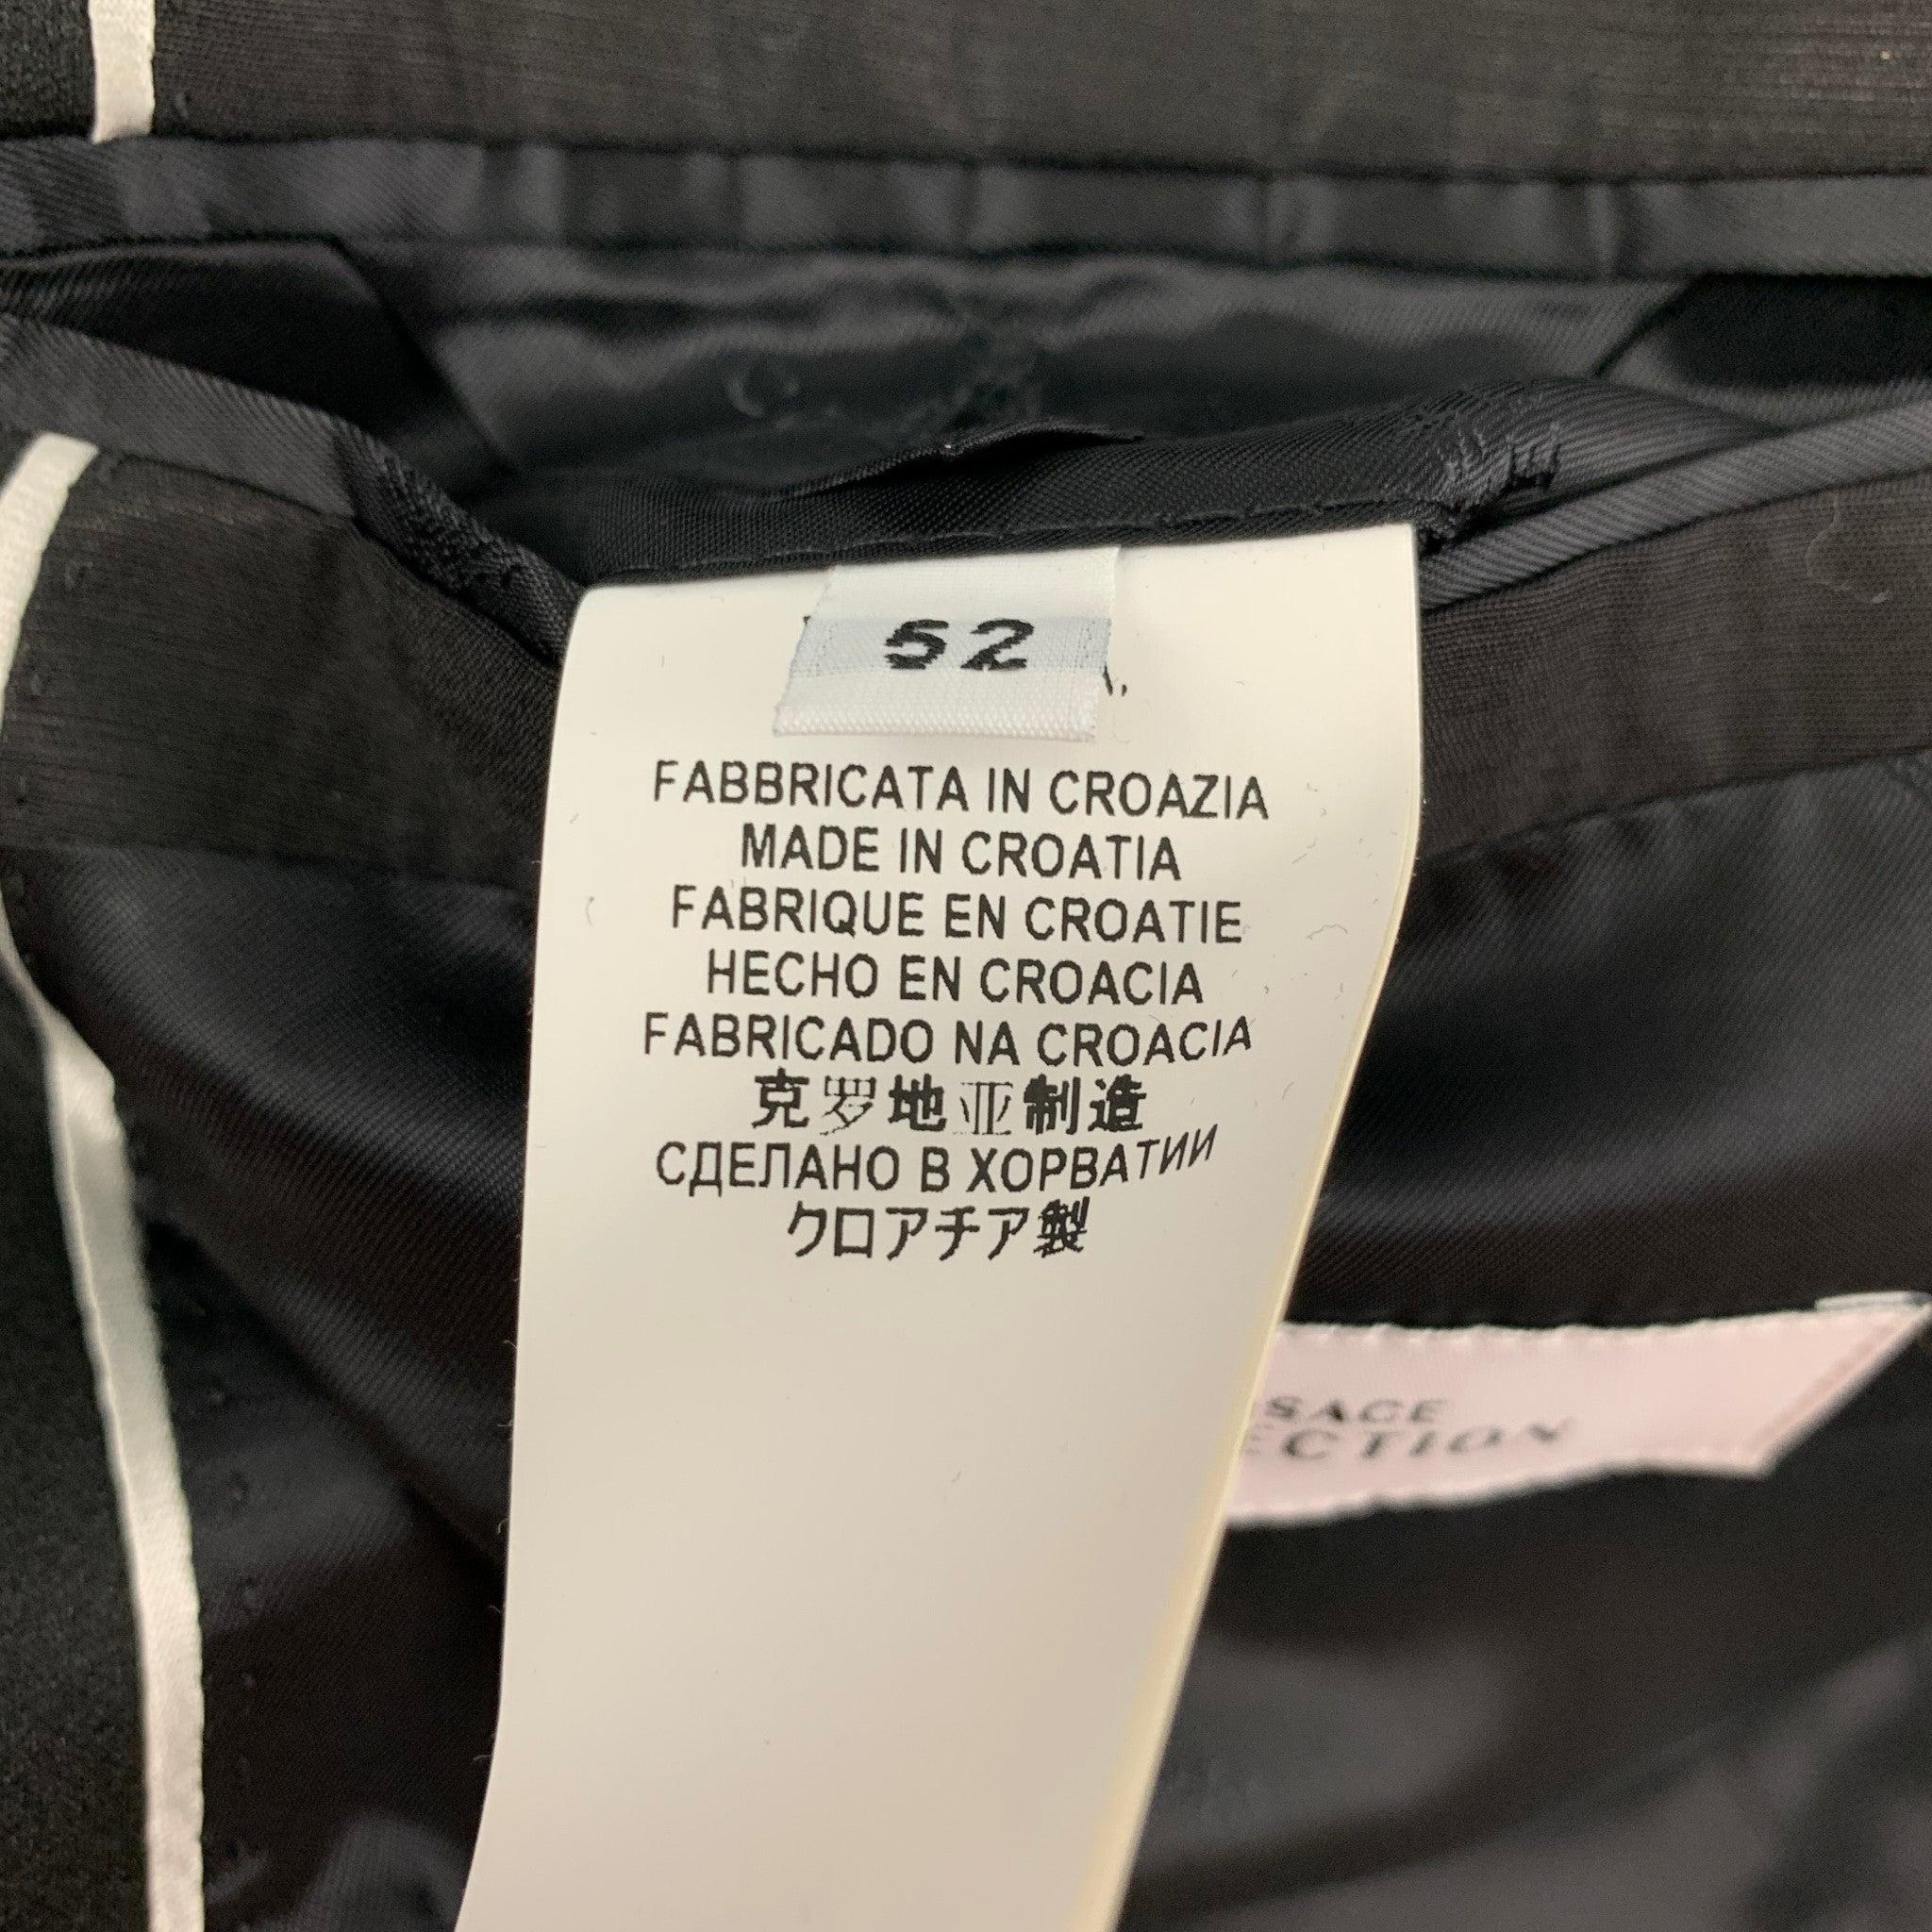 52
FABBRICATA IN CROAZIA
MADE IN CROATIA
FABRIQUE EN CROATIE
HECHO EN CROACIA
FABRICADO NA CROACIA
克罗地亚制造
СДЕЛАНО В ХОРВАТИИ
クロアチア製
SACE
ECTION